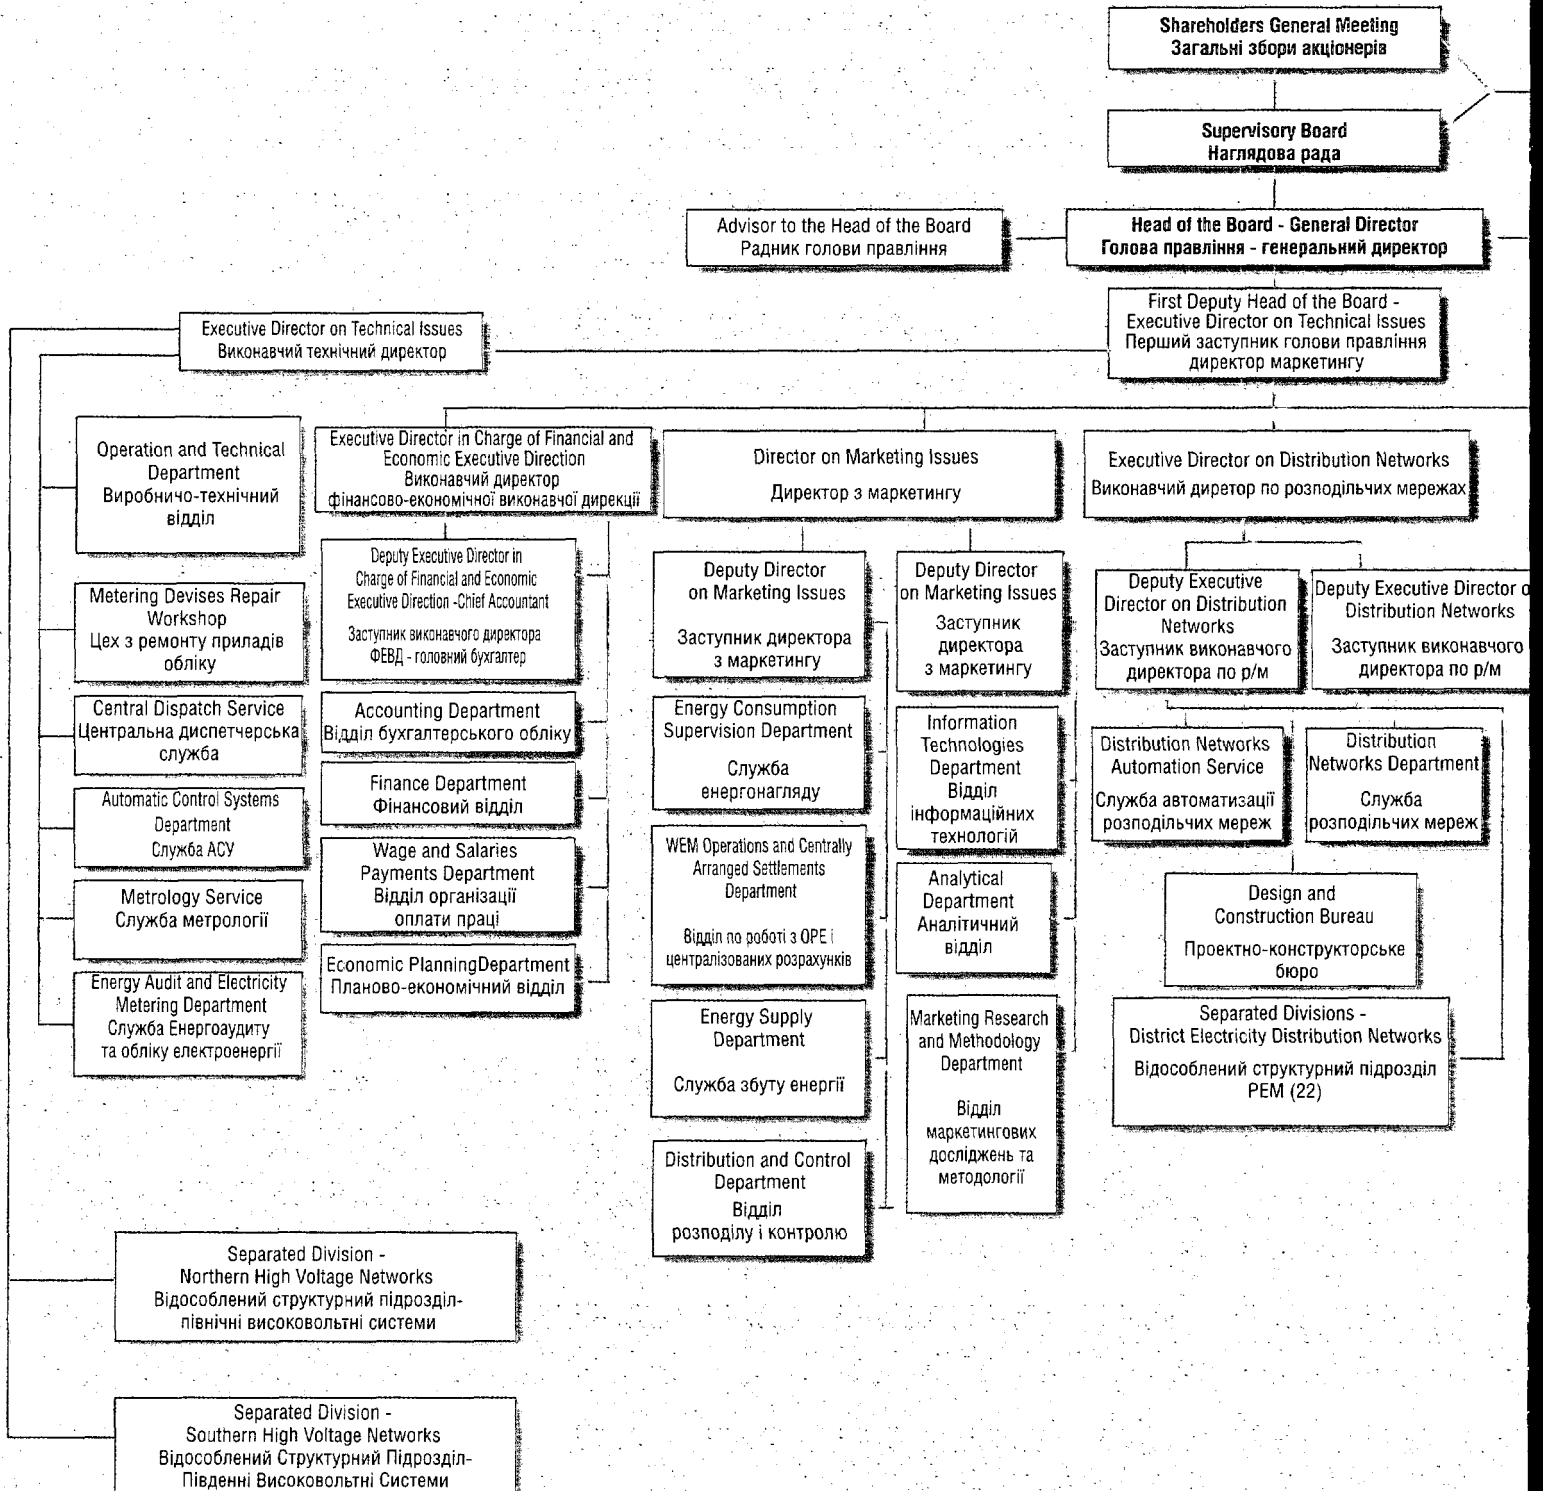 Shareholders General Meeting
Загальні збори акціонерів
Supervisory Board
Наглядова рада
Advisor to the Head of the Board
Радник голови правління
Head of the Board - General Director
Голова правління - генеральний директор
First Deputy Head of the Board -
Executive Director on Technical Issues
Перший заступник голови правління
директор маркетингу
Executive Director on Technical Issues
Виконавчий технічний директор
Operation and Technical
Department
Виробничо-технічний
відділ
Metering Devises Repair
Workshop
Цех з ремонту приладів
обліку
Central Dispatch Service
Центральна диспетчерська
служба
Automatic Control Systems
Department
Служба АСУ
Metrology Service
Служба метрології
Energy Audit and Electricity
Metering Department
Служба Енергоаудиту
та обліку електроенергії
Executive Director in Charge of Financial and
Economic Executive Direction
Виконавчий директор
фінансово-економічної виконавчої дирекції
Deputy Executive Director in
Charge of Financial and Economic
Executive Direction -Chief Accountant
Заступник виконавчого директора
ФЕВД - головний бухгалтер
Accounting Department
Відділ бухгалтерського обліку
Finance Department
Фінансовий відділ
Wage and Salaries
Payments Department
Відділ організації
оплати праці
Economic PlanningDepartment
Планово-економічний відділ
Director on Marketing Issues
Директор з маркетингу
Deputy Director
on Marketing Issues
Заступник директора
з маркетингу
Energy Consumption
Supervision Department
Служба
енергонагляду
WEM Operations and Centrally
Arranged Settlements
Department
Відділ по роботі з ОРЕ і
централізованих розрахунків
Energy Supply
Department
Служба збуту енергії
Distribution and Control
Department
Відділ
розподілу і контролю
Deputy Director
on Marketing Issues
Заступник
директора
з маркетингу
Information
Technologies
Department
Відділ
інформаційних
технологій
Analytical
Department
Аналітичний
відділ
Marketing Research
and Methodology
Department
Відділ
маркетингових
досліджень та
методології
Executive Director on Distribution Networks
Виконавчий диретор по розподільчих мережах
Deputy Executive
Director on Distribution
Networks
Заступник виконавчого
директора по р/м
Deputy Executive Director o
Distribution Networks
Заступник виконавчого
директора по р/м
Distribution Networks
Automation Service
Служба автоматизації
розподільчих мереж
Distribution
Networks Department
Служба
розподільчих мереж
Design and
Construction Bureau
Проектно-конструкторське
бюро
Separated Divisions -
District Electricity Distribution Networks
Відособлений структурний підрозділ
РЕМ (22)
Separated Division -
Northern High Voltage Networks
Відособлений структурний підрозділ-
північні високовольтні системи
Separated Division -
Southern High Voltage Networks
Відособлений Структурний Підрозділ-
Південні Високовольтні Системи